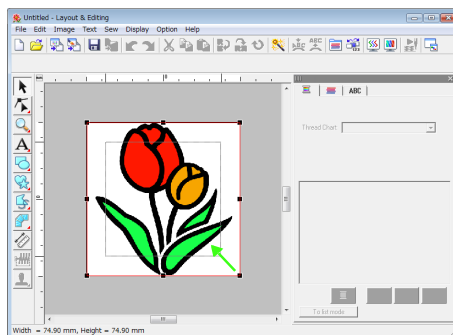 Untitled - Layout & Editing
File Edit Image Text Sew Display Option Help
ABC
Thread Chart
To list mode
Width = 74.90 mm, Height = 74.90 mm